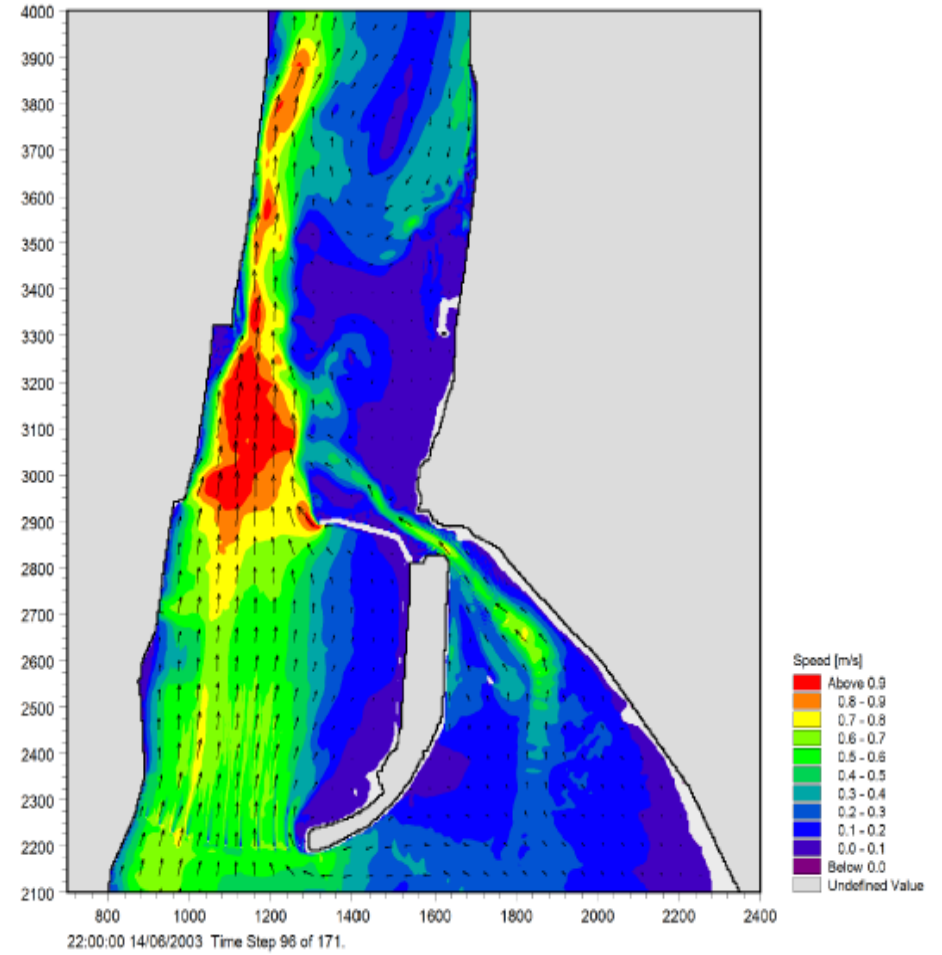 4000
3900
3800
3700
3600
3500
3400
3300
3200
3100
3000
2900
2800
2700
2600
2500
2400
2300
2200
2100
800 1000 1200 1400 1600 1800 2000 2200 2400
22:00:00 14/06/2003 Time Step 96 of 171.
Speed [m/s]
Above 0.9
0.8 - 0.9
0.7 - 0.8
0.6 - 0.7
0.5 - 0.6
0.4 - 0.5
0.3 - 0.4
0.2 - 0.3
0.1 - 0.2
0.0 - 0.1
Below 0.0
Undefined Value